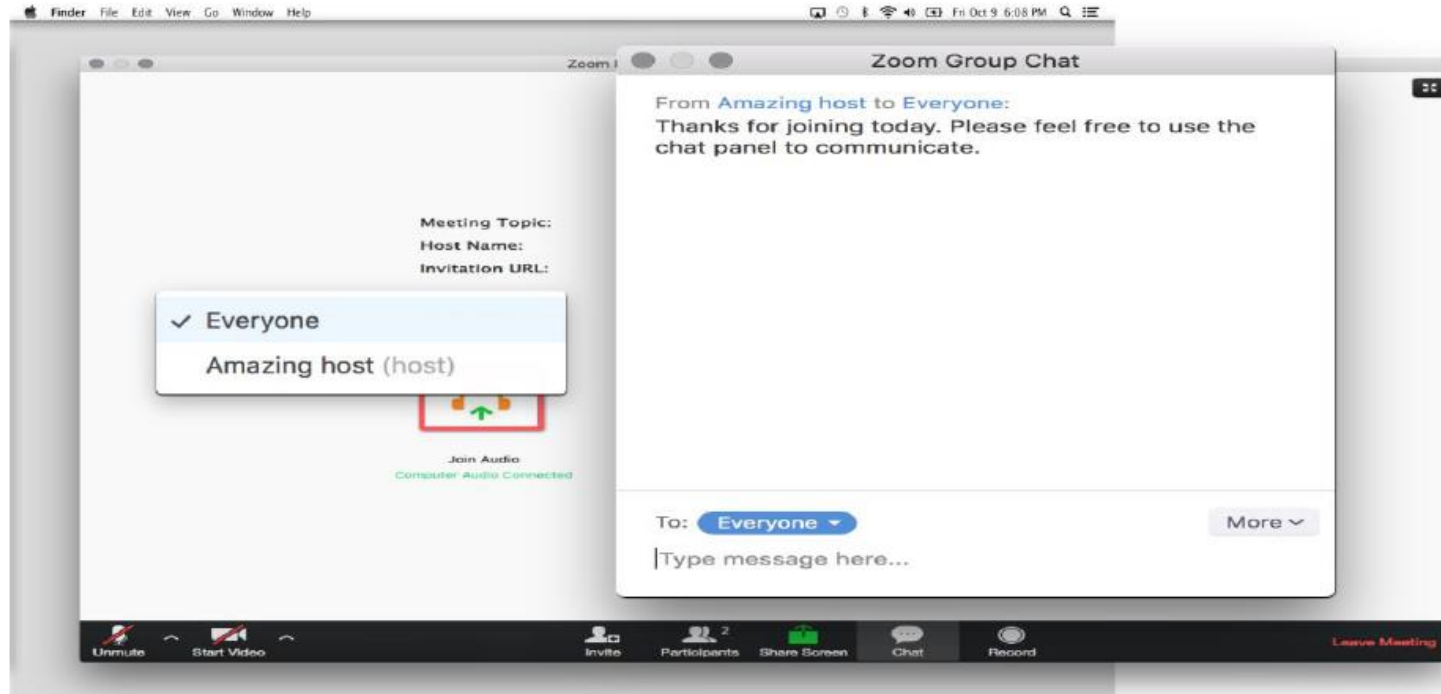 Finder File Edit View Go Window Help
Fri Oct 9 6:08 PM
Zoom
Zoom Group Chat
From Amazing host to Everyone:
Thanks for joining today. Please feel free to use the
chat panel to communicate.
Meeting Topic:
Host Name:
Invitation URL:
✓ Everyone
Amazing host (host)
Join Audio
Computer Audio Connected
To: Everyone
More
Type message here...
Unmute Start Video Invite Participants 2 Share Screen Chat Record Leave Meeting